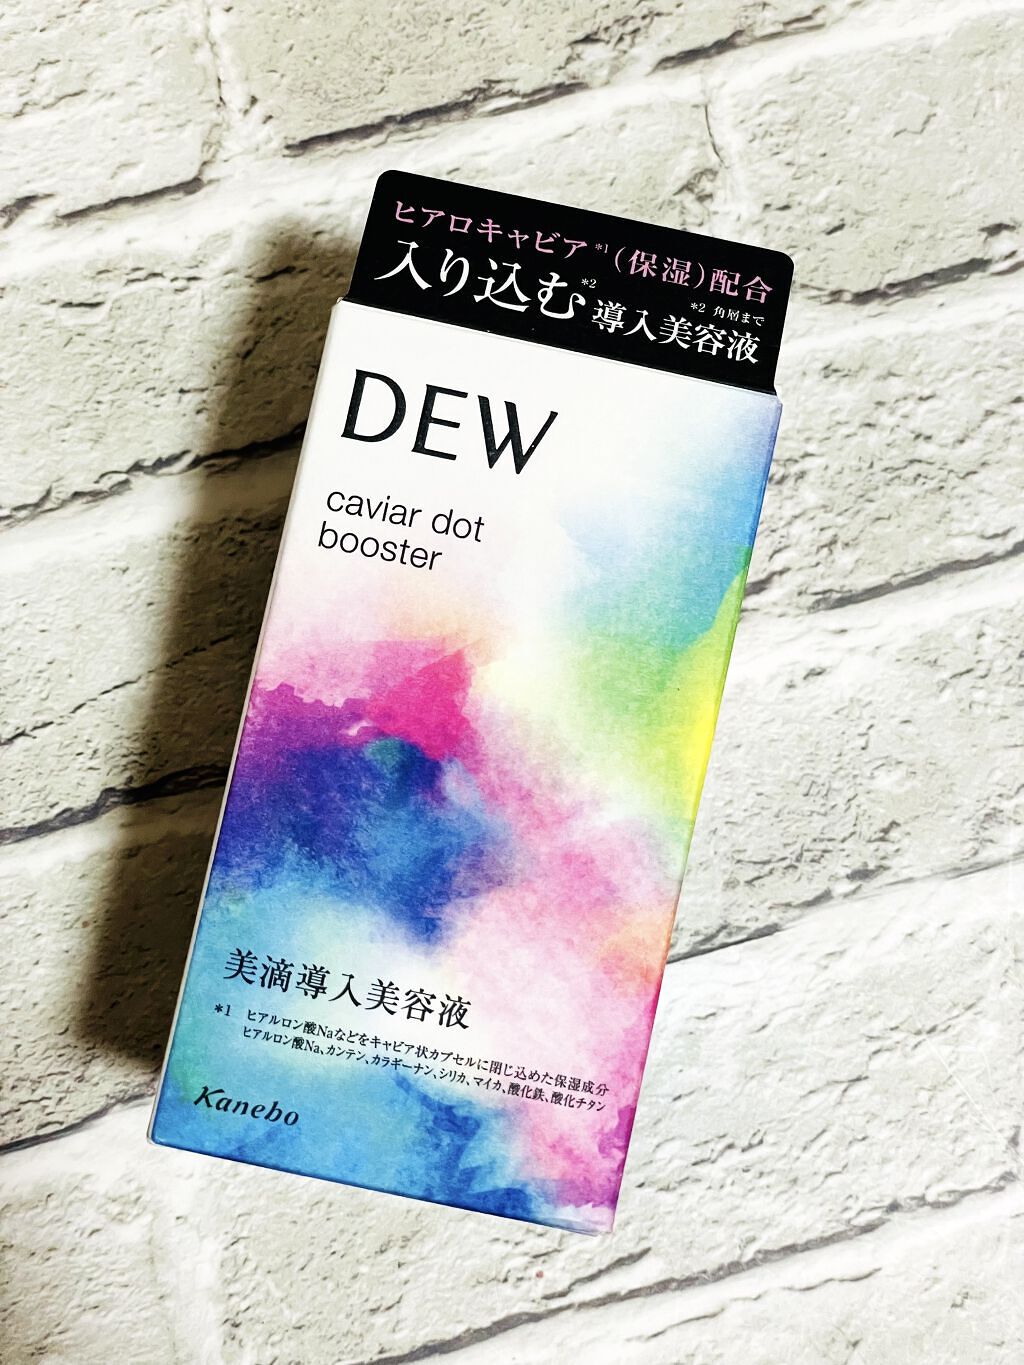 ヒアロキャビア*1(保湿)配合
入り込む*2導入美容液
*2 角層まで
DEW
caviar dot
booster
美滴導入美容液
*1 ヒアルロン酸Naなどをキャビア状カプセルに閉じ込めた保湿成分
ヒアルロン酸Na、カンテン、カラギーナン、シリカ、マイカ、酸化鉄、酸化チタン
Kanebo